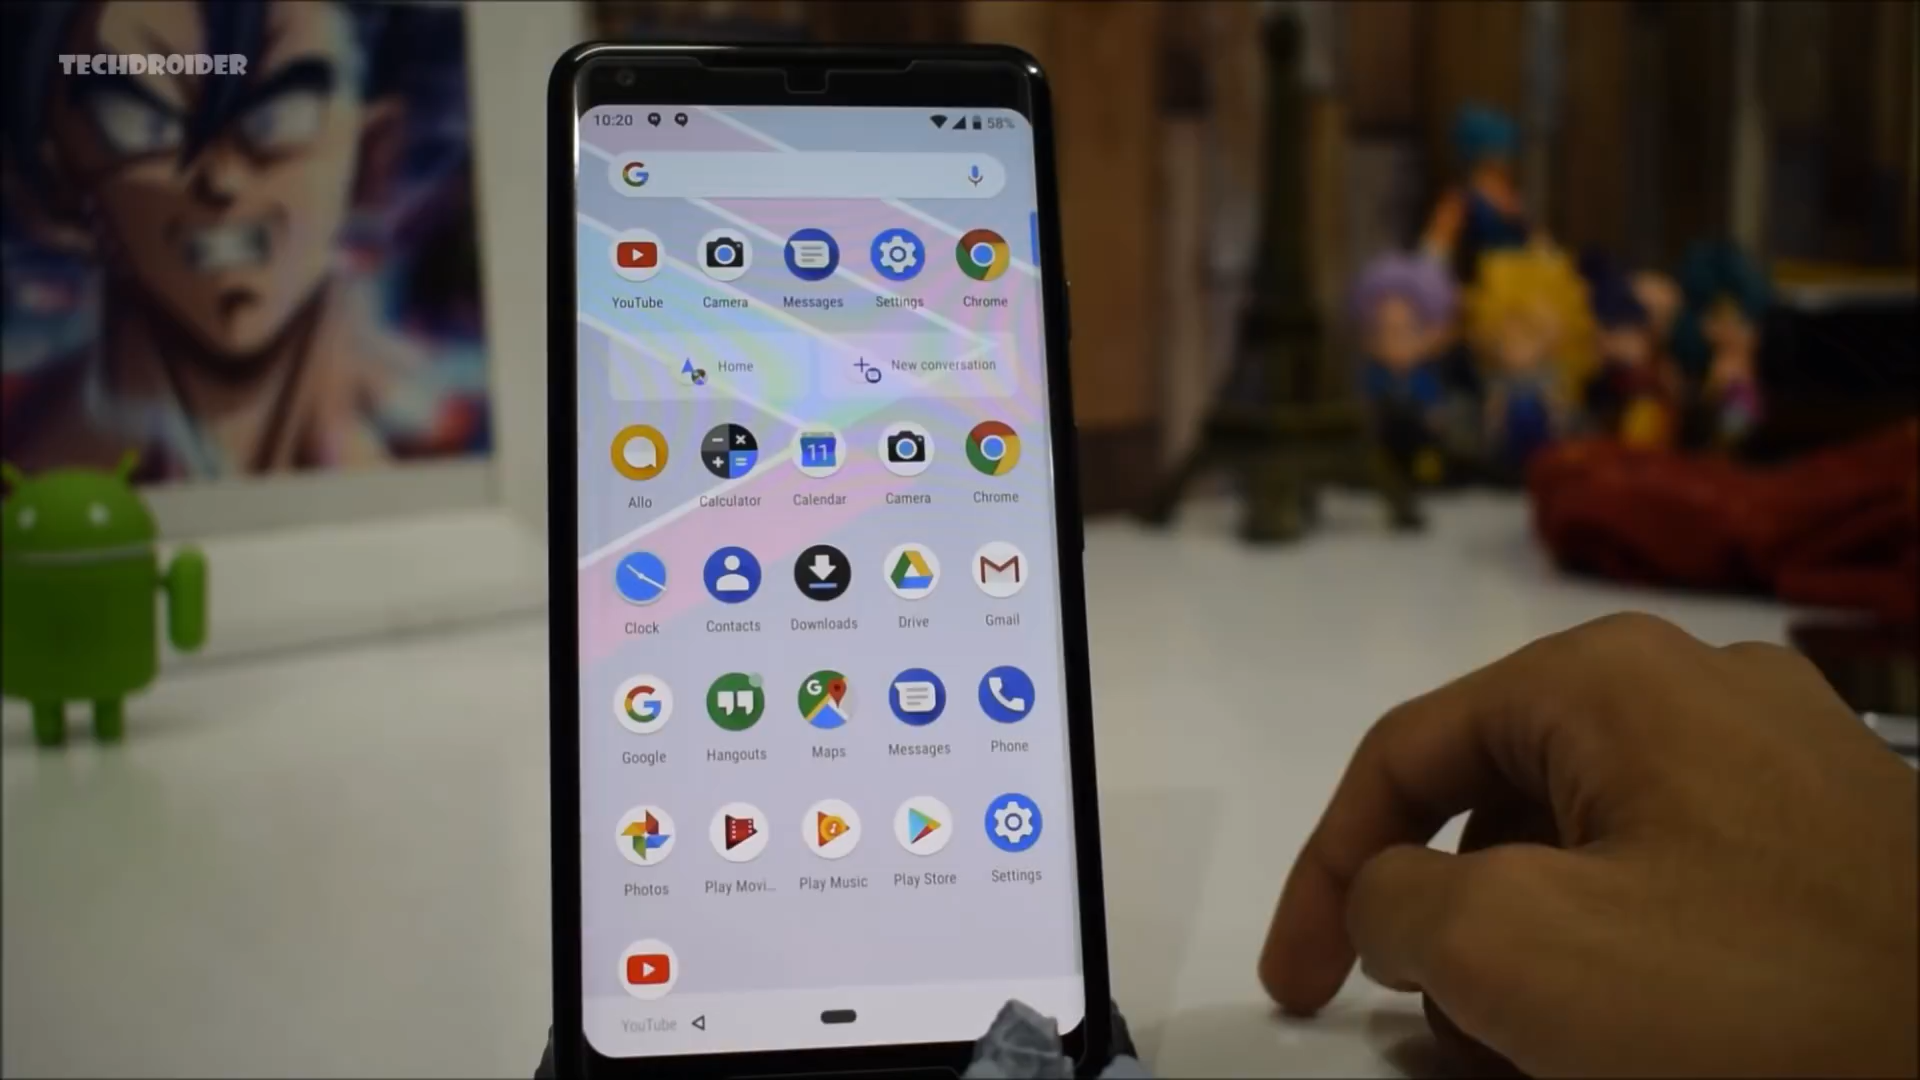 TECHDROIDER
10:20 58%
G
YouTube Camera Messages Settings Chrome
Home New conversation
11
Allo Calculator Calendar Camera Chrome
Clock Contacts Downloads Drive Gmail
G
Google Hangouts Maps Messages Phone
Photos Play Movi... Play Music Play Store Settings
YouTube